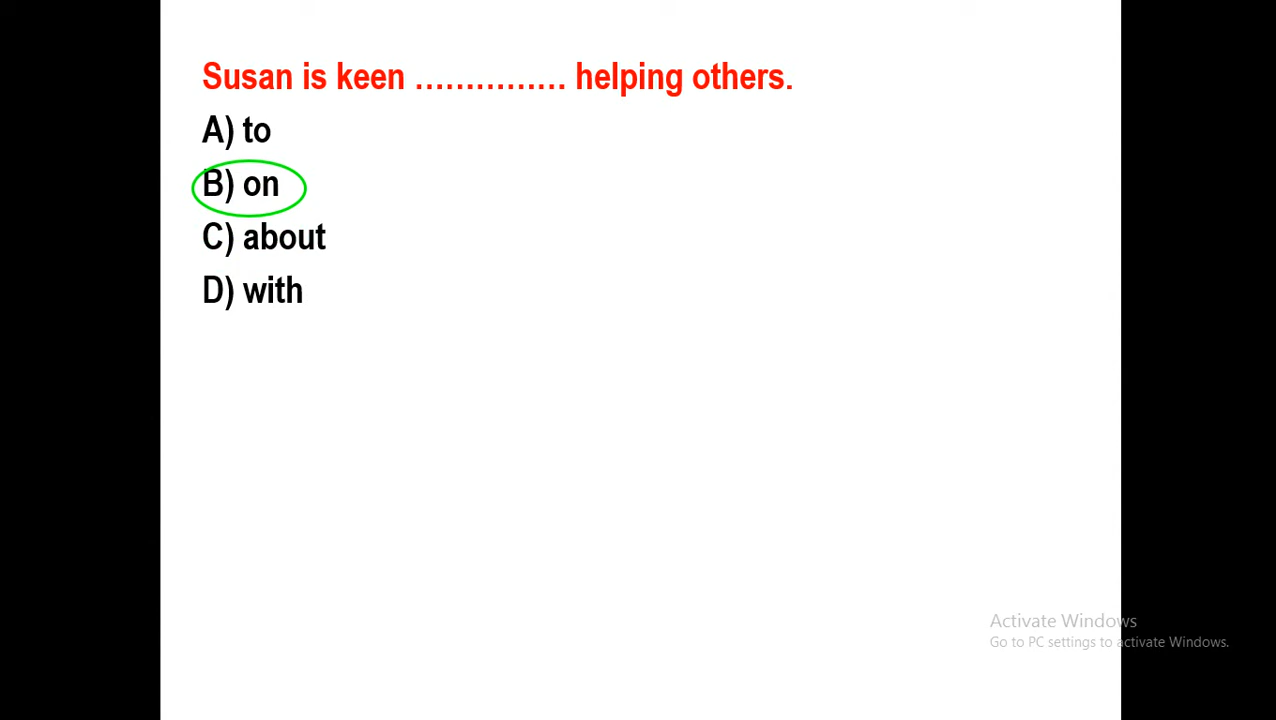 Susan is keen …………… helping others.
A) to
B) on
C) about
D) with
Activate Windows
Go to PC settings to activate Windows.